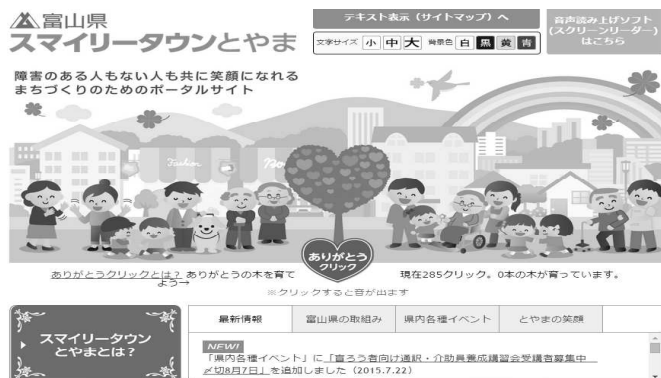 富山県
スマイリータウンとやま
テキスト表示（サイトマップ）へ
文字サイズ 小 中 大 背景色 白 黒 黄 青
音声読み上げソフト
(スクリーンリーダー)
はこちら
障害のある人もない人も共に笑顔になれる
まちづくりのためのポータルサイト
Fashion
ありがとう
クリック
ありがとうクリックとは？ ありがとうの木を育て
よう→
現在285クリック。0本の木が育っています。
※クリックすると音が出ます
スマイリータウン
とやまとは？
最新情報 富山県の取組み 県内各種イベント とやまの笑顔
NEW!
「県内各種イベント」に「盲ろう者向け通訳・介助員養成講習会受講者募集中
〆切8月7日」を追加しました（2015.7.22）